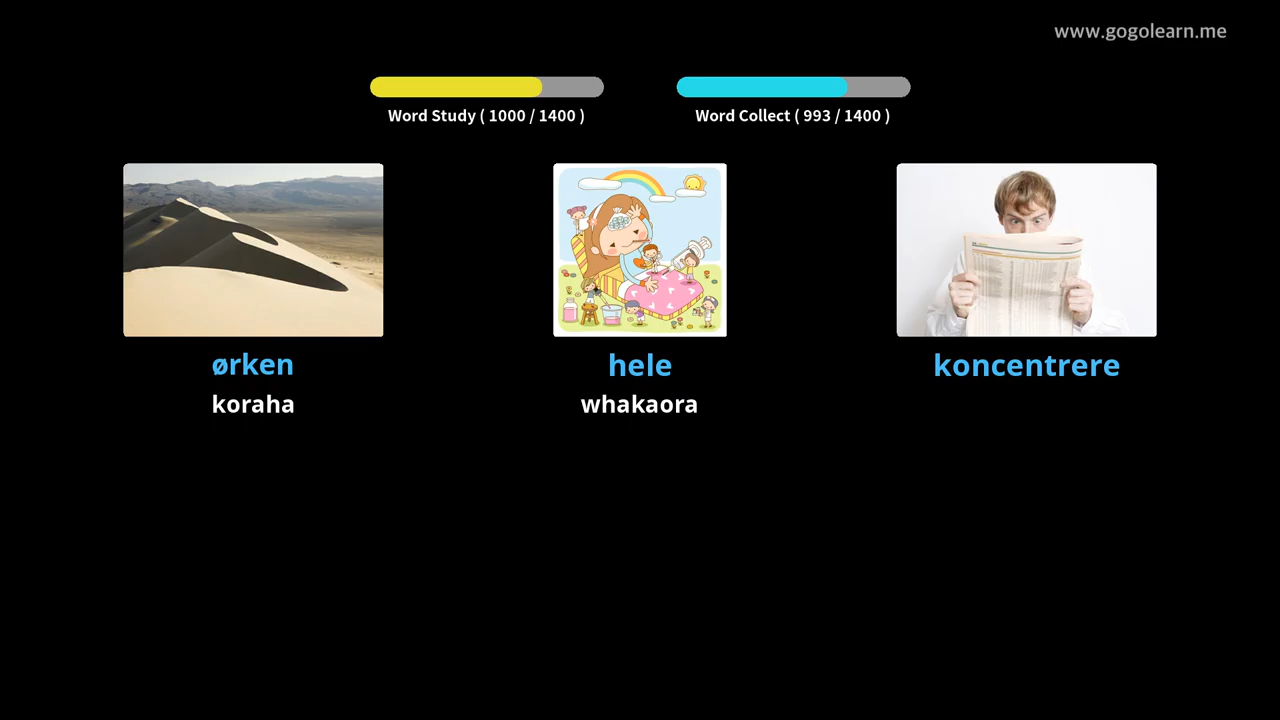 www.gogolearn.me
Word Study ( 1000 / 1400 )
Word Collect ( 993 / 1400 )
ørken
hele
koncentrere
koraha
whakaora